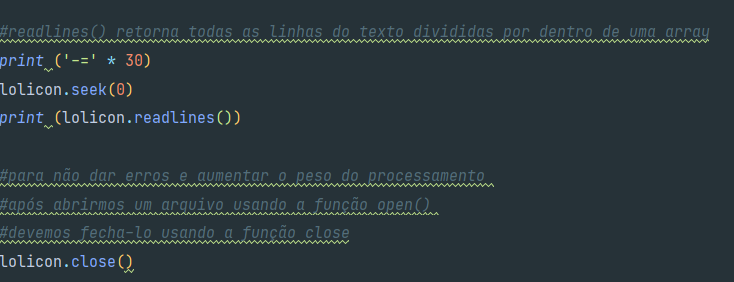 #readlines() retorna todas as linhas do texto divididas por dentro de uma array
print ('-=' * 30)
lolicon.seek(0)
print (lolicon.readlines())
#para não dar erros e aumentar o peso do processamento
#após abrirmos um arquivo usando a função open()
#devemos fecha-lo usando a função close
lolicon.close()